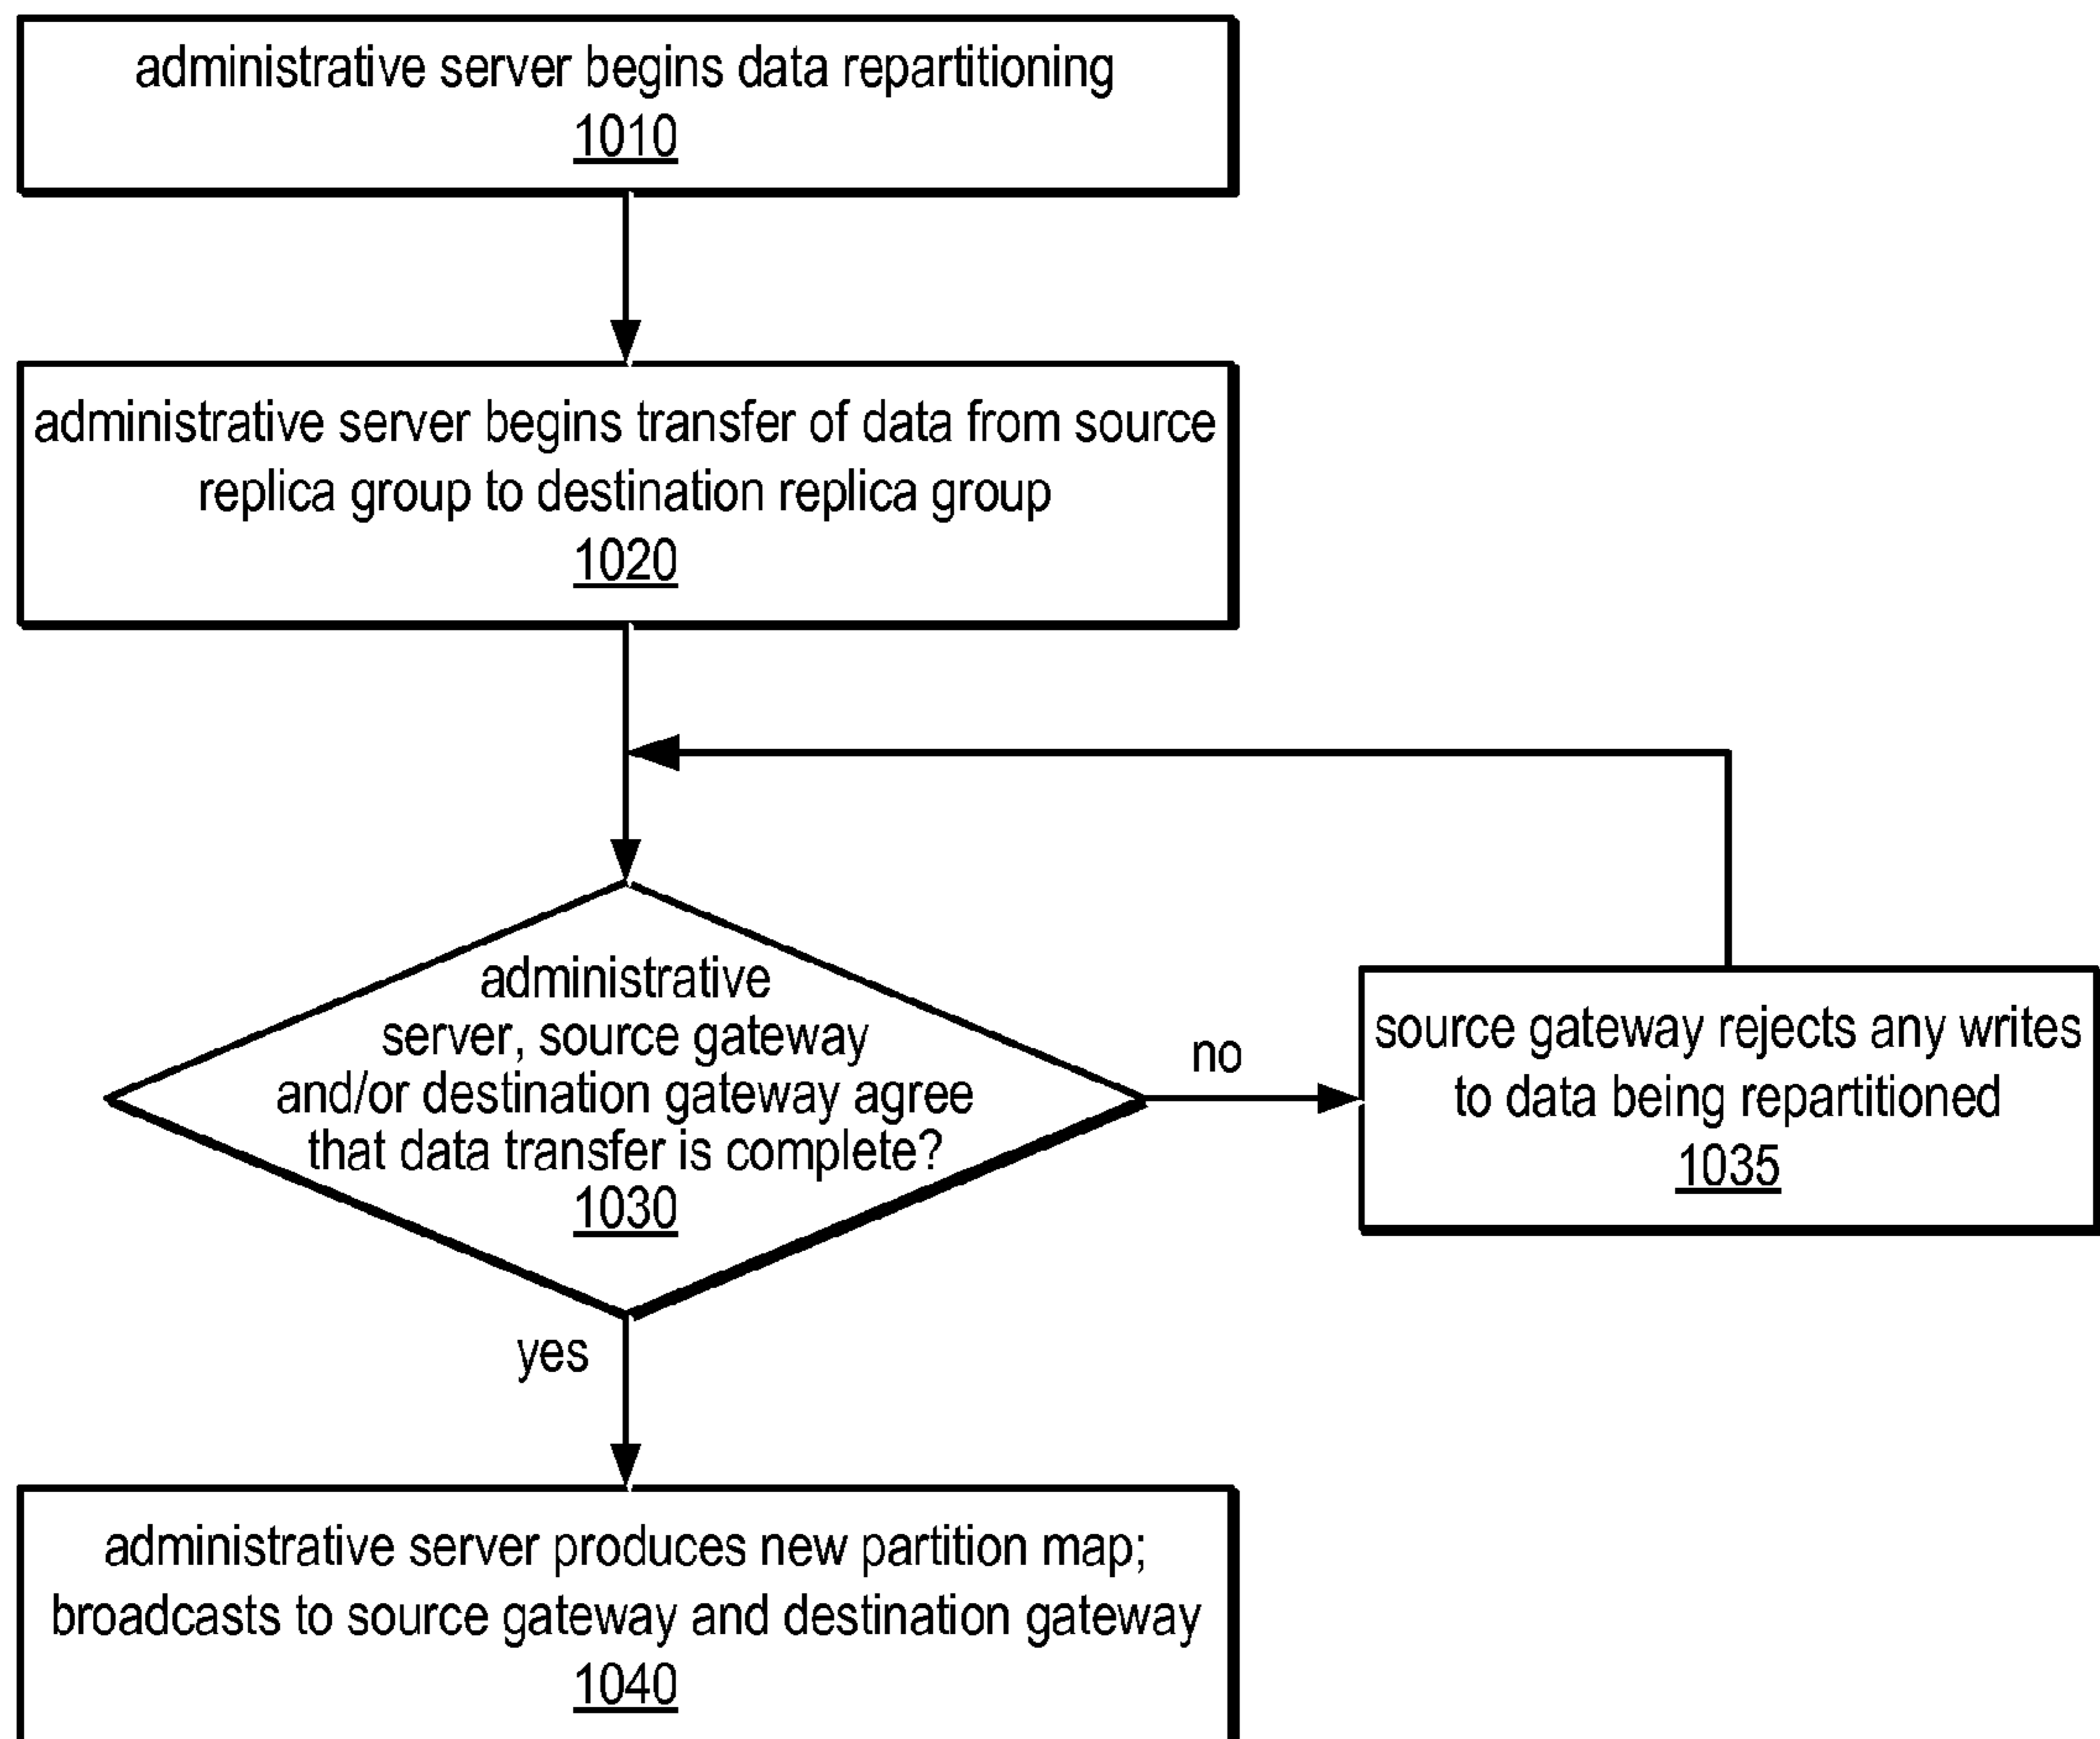 administrative server begins data repartitioning
1010
administrative server begins transfer of data from source
replica group to destination replica group
1020
administrative
server, source gateway
and/or destination gateway agree
that data transfer is complete?
1030
no
source gateway rejects any writes
to data being repartitioned
1035
yes
administrative server produces new partition map;
broadcasts to source gateway and destination gateway
1040